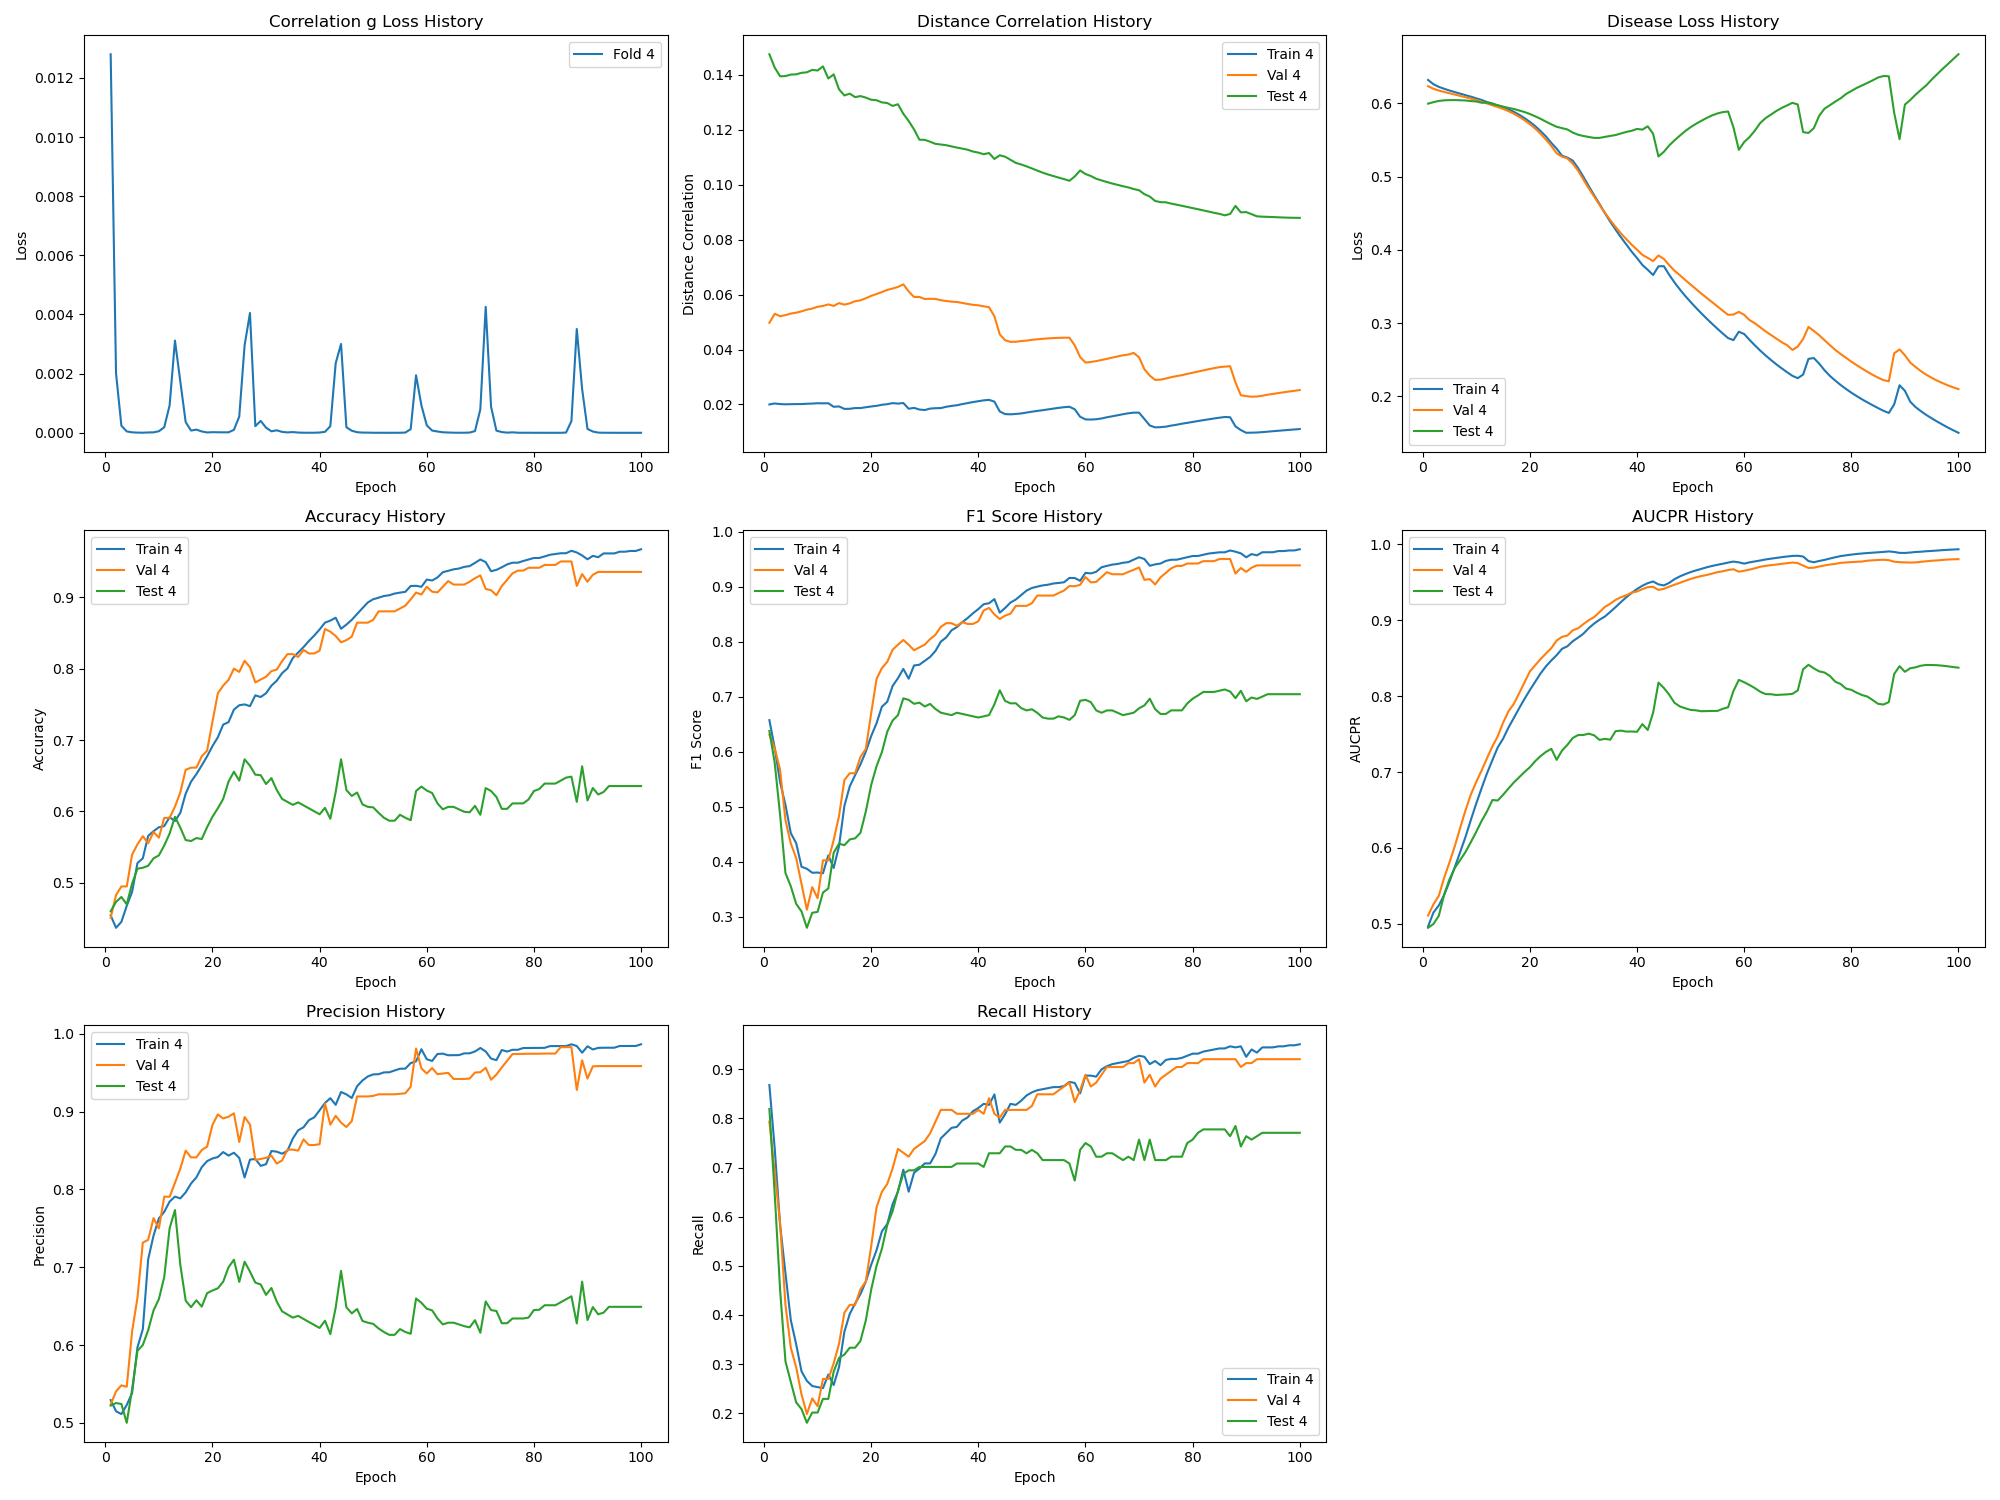 Correlation g Loss History
Fold 4
0.012
0.010
0.008
0.006
0.004
0.002
0.000
Loss
0 20 40 60 80 100
Epoch
Distance Correlation History
Train 4
Val 4
Test 4
0.14
0.12
0.10
0.08
0.06
0.04
0.02
Distance Correlation
0 20 40 60 80 100
Epoch
Disease Loss History
0.6
0.5
0.4
0.3
0.2
Loss
Train 4
Val 4
Test 4
0 20 40 60 80 100
Epoch
Accuracy History
Train 4
Val 4
Test 4
0.9
0.8
0.7
0.6
0.5
Accuracy
0 20 40 60 80 100
Epoch
F1 Score History
Train 4
Val 4
Test 4
1.0
0.9
0.8
0.7
0.6
0.5
0.4
0.3
F1 Score
0 20 40 60 80 100
Epoch
AUCPR History
Train 4
Val 4
Test 4
1.0
0.9
0.8
0.7
0.6
0.5
AUCPR
0 20 40 60 80 100
Epoch
Precision History
Train 4
Val 4
Test 4
1.0
0.9
0.8
0.7
0.6
0.5
Precision
0 20 40 60 80 100
Epoch
Recall History
0.9
0.8
0.7
0.6
0.5
0.4
0.3
0.2
Recall
Train 4
Val 4
Test 4
0 20 40 60 80 100
Epoch